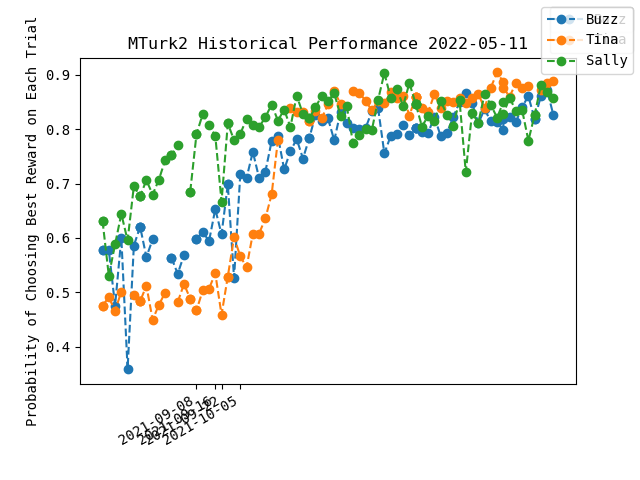 MTurk2 Historical Performance 2022-05-11
Buzz
Tina
Sally
Probability of Choosing Best Reward on Each Trial
0.9
0.8
0.7
0.6
0.5
0.4
2021-09-08
2021-10-05